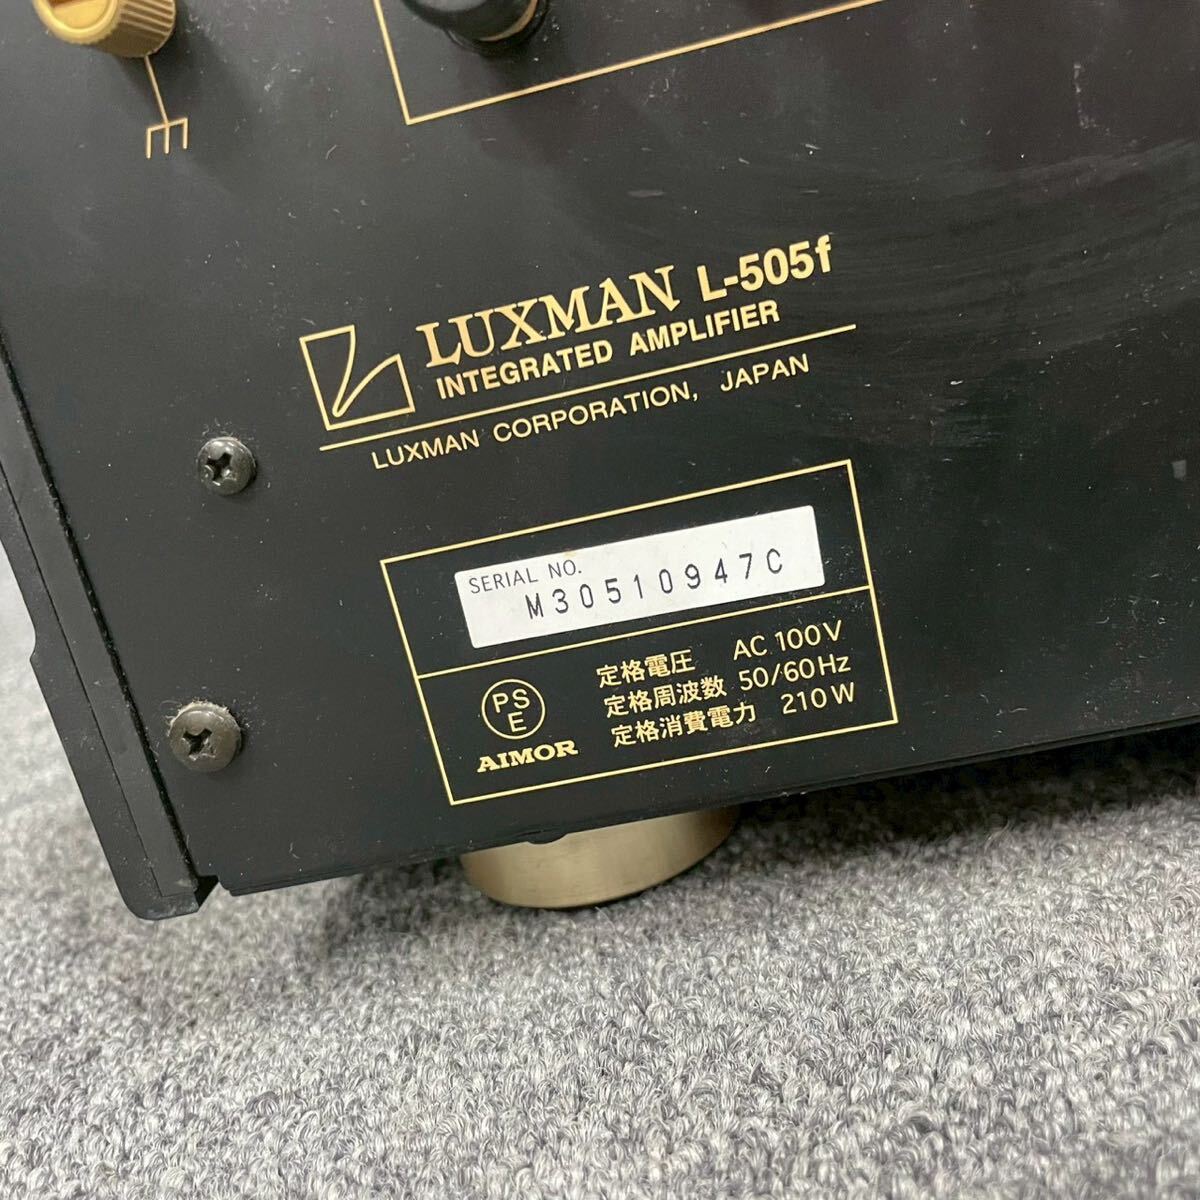 LUXMAN L-505f
INTEGRATED AMPLIFIER
LUXMAN CORPORATION, JAPAN
SERIAL NO.
M30510947C
PS
E
AIMOR
定格電圧 AC 100V
定格周波数 50/60Hz
定格消費電力 210W